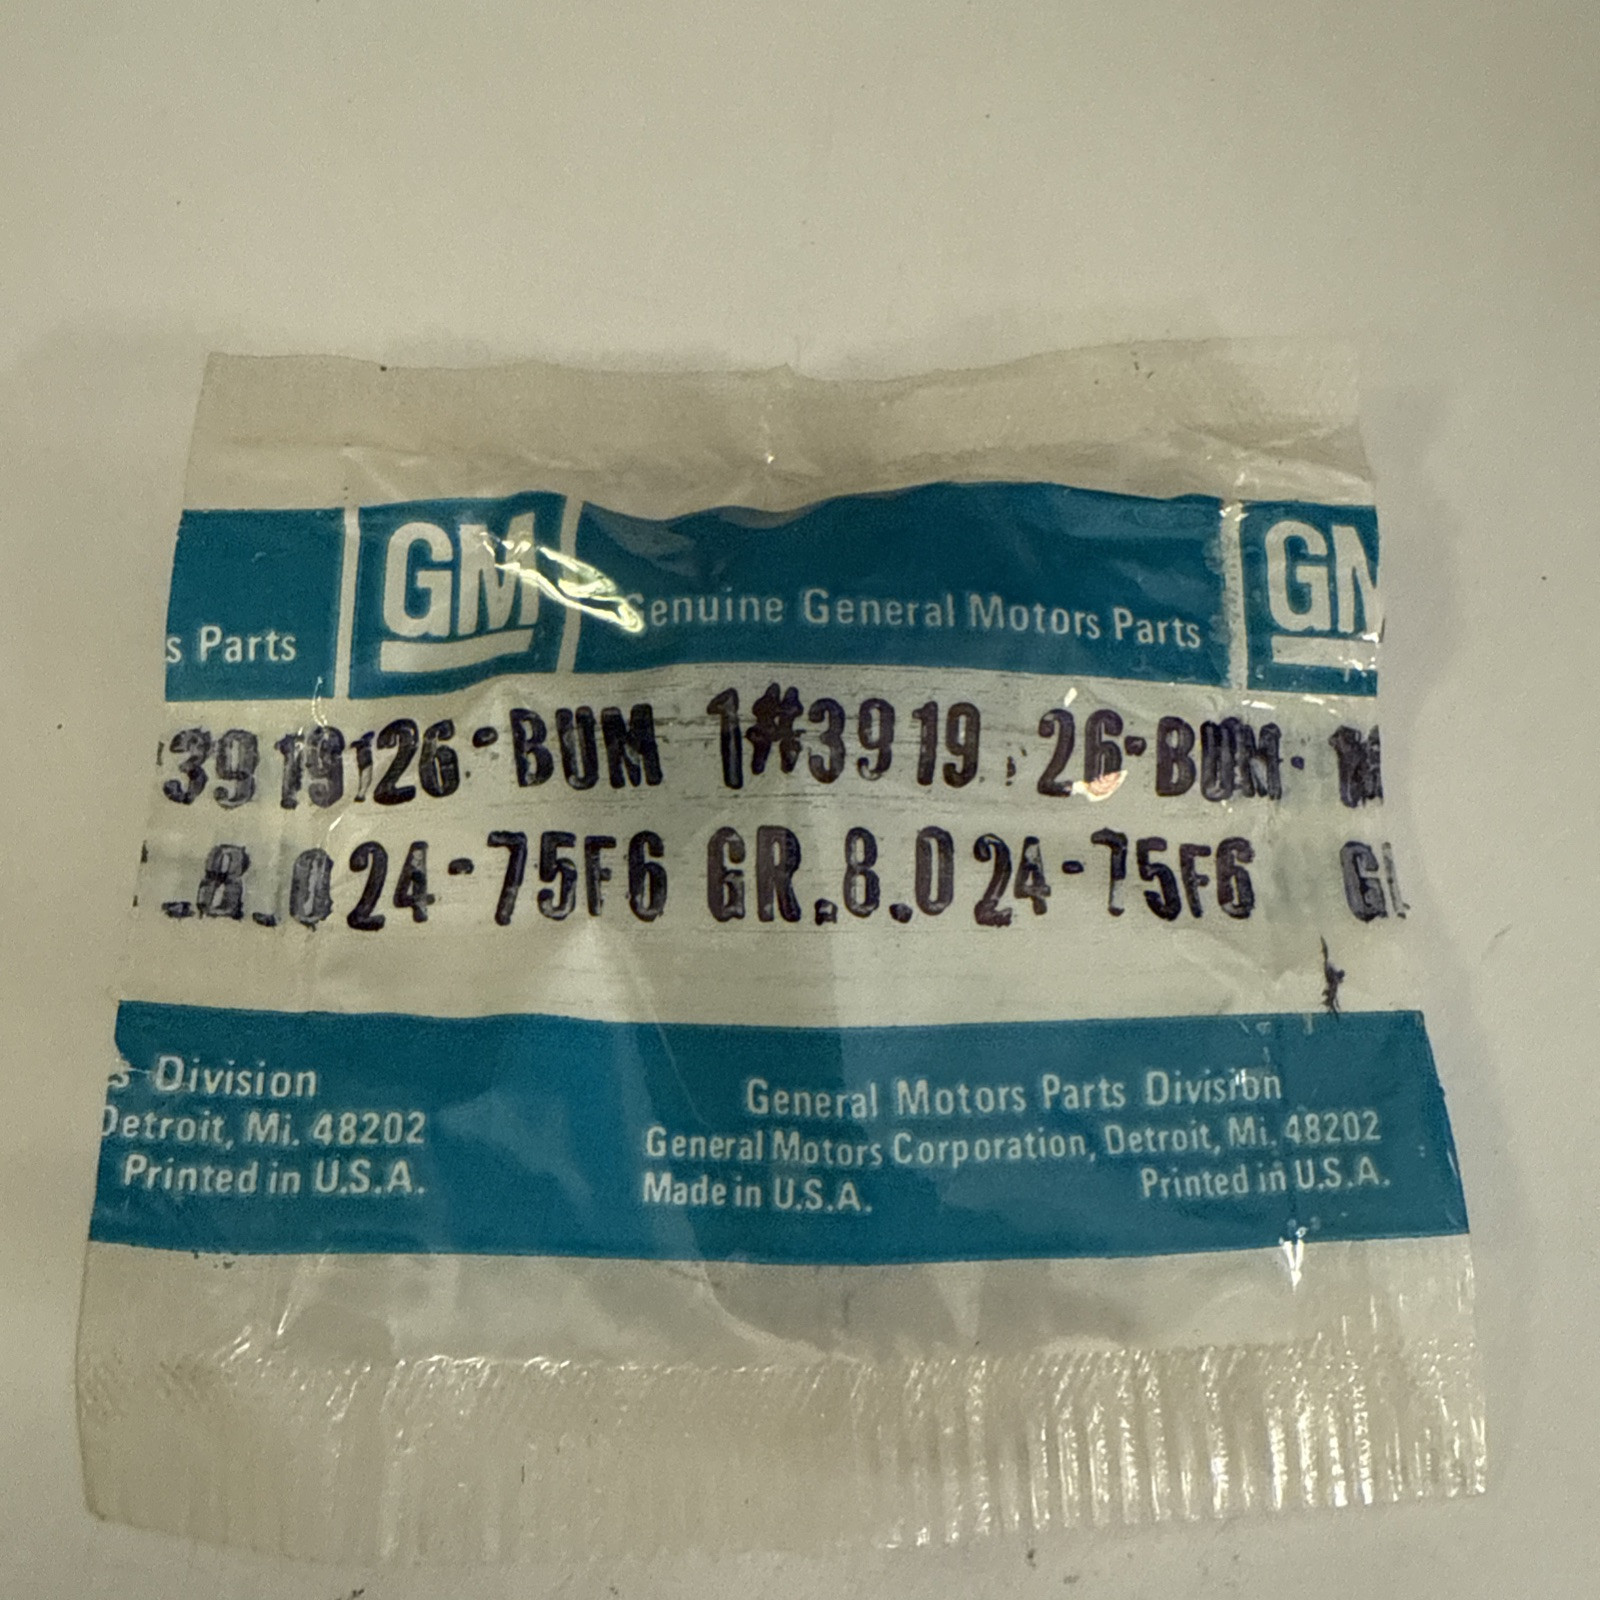 s Parts GM Genuine General Motors Parts GM
3919126-BUM 1#3919126-BUM-1#
.8.024-75F6 GR.8.024-75F6 G
s Division General Motors Parts Division
Detroit, Mi. 48202 General Motors Corporation, Detroit, Mi. 48202
Printed in U.S.A. Made in U.S.A. Printed in U.S.A.